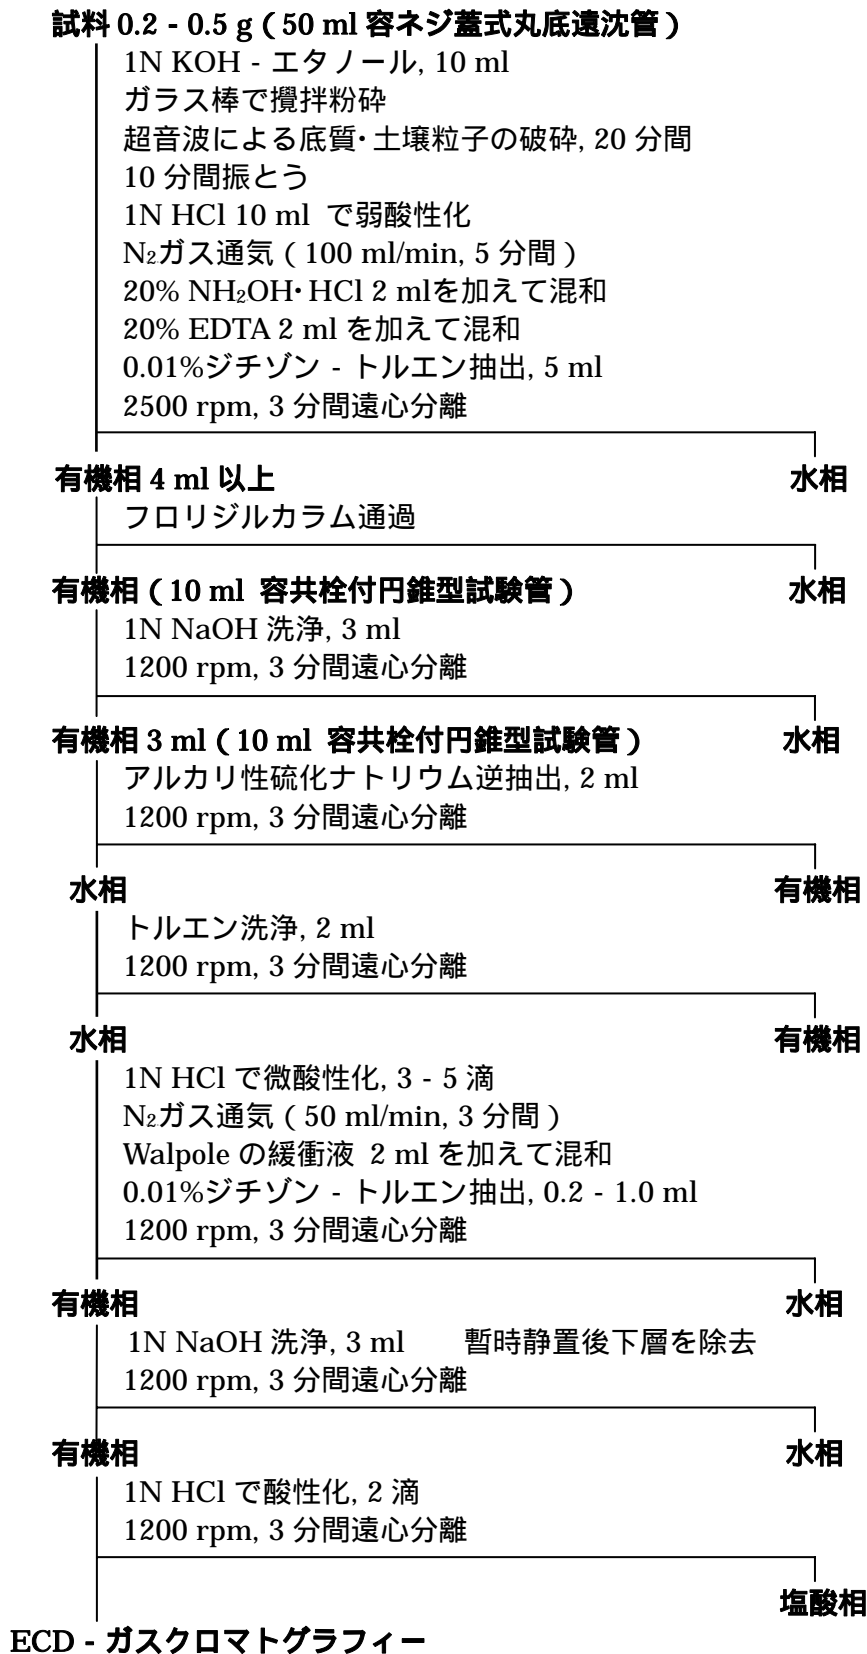 試料 0.2 - 0.5 g（50 ml 容ネジ蓋式丸底遠沈管）
1N KOH - エタノール, 10 ml
ガラス棒で攪拌粉砕
超音波による底質・土壌粒子の破砕, 20 分間
10 分間振とう
1N HCl 10 ml で弱酸性化
N₂ガス通気（100 ml/min, 5 分間）
20% NH₂OH・HCl 2 mlを加えて混和
20% EDTA 2 ml を加えて混和
0.01%ジチゾン - トルエン抽出, 5 ml
2500 rpm, 3 分間遠心分離
有機相 4 ml 以上 水相
フロリジルカラム通過
有機相（10 ml 容共栓付円錐型試験管） 水相
1N NaOH 洗浄, 3 ml
1200 rpm, 3 分間遠心分離
有機相 3 ml（10 ml 容共栓付円錐型試験管） 水相
アルカリ性硫化ナトリウム逆抽出, 2 ml
1200 rpm, 3 分間遠心分離
水相 有機相
トルエン洗浄, 2 ml
1200 rpm, 3 分間遠心分離
水相 有機相
1N HCl で微酸性化, 3 - 5 滴
N₂ガス通気（50 ml/min, 3 分間）
Walpole の緩衝液 2 ml を加えて混和
0.01%ジチゾン - トルエン抽出, 0.2 - 1.0 ml
1200 rpm, 3 分間遠心分離
有機相 水相
1N NaOH 洗浄, 3 ml 暫時静置後下層を除去
1200 rpm, 3 分間遠心分離
有機相 水相
1N HCl で酸性化, 2 滴
1200 rpm, 3 分間遠心分離
塩酸相
ECD - ガスクロマトグラフィー